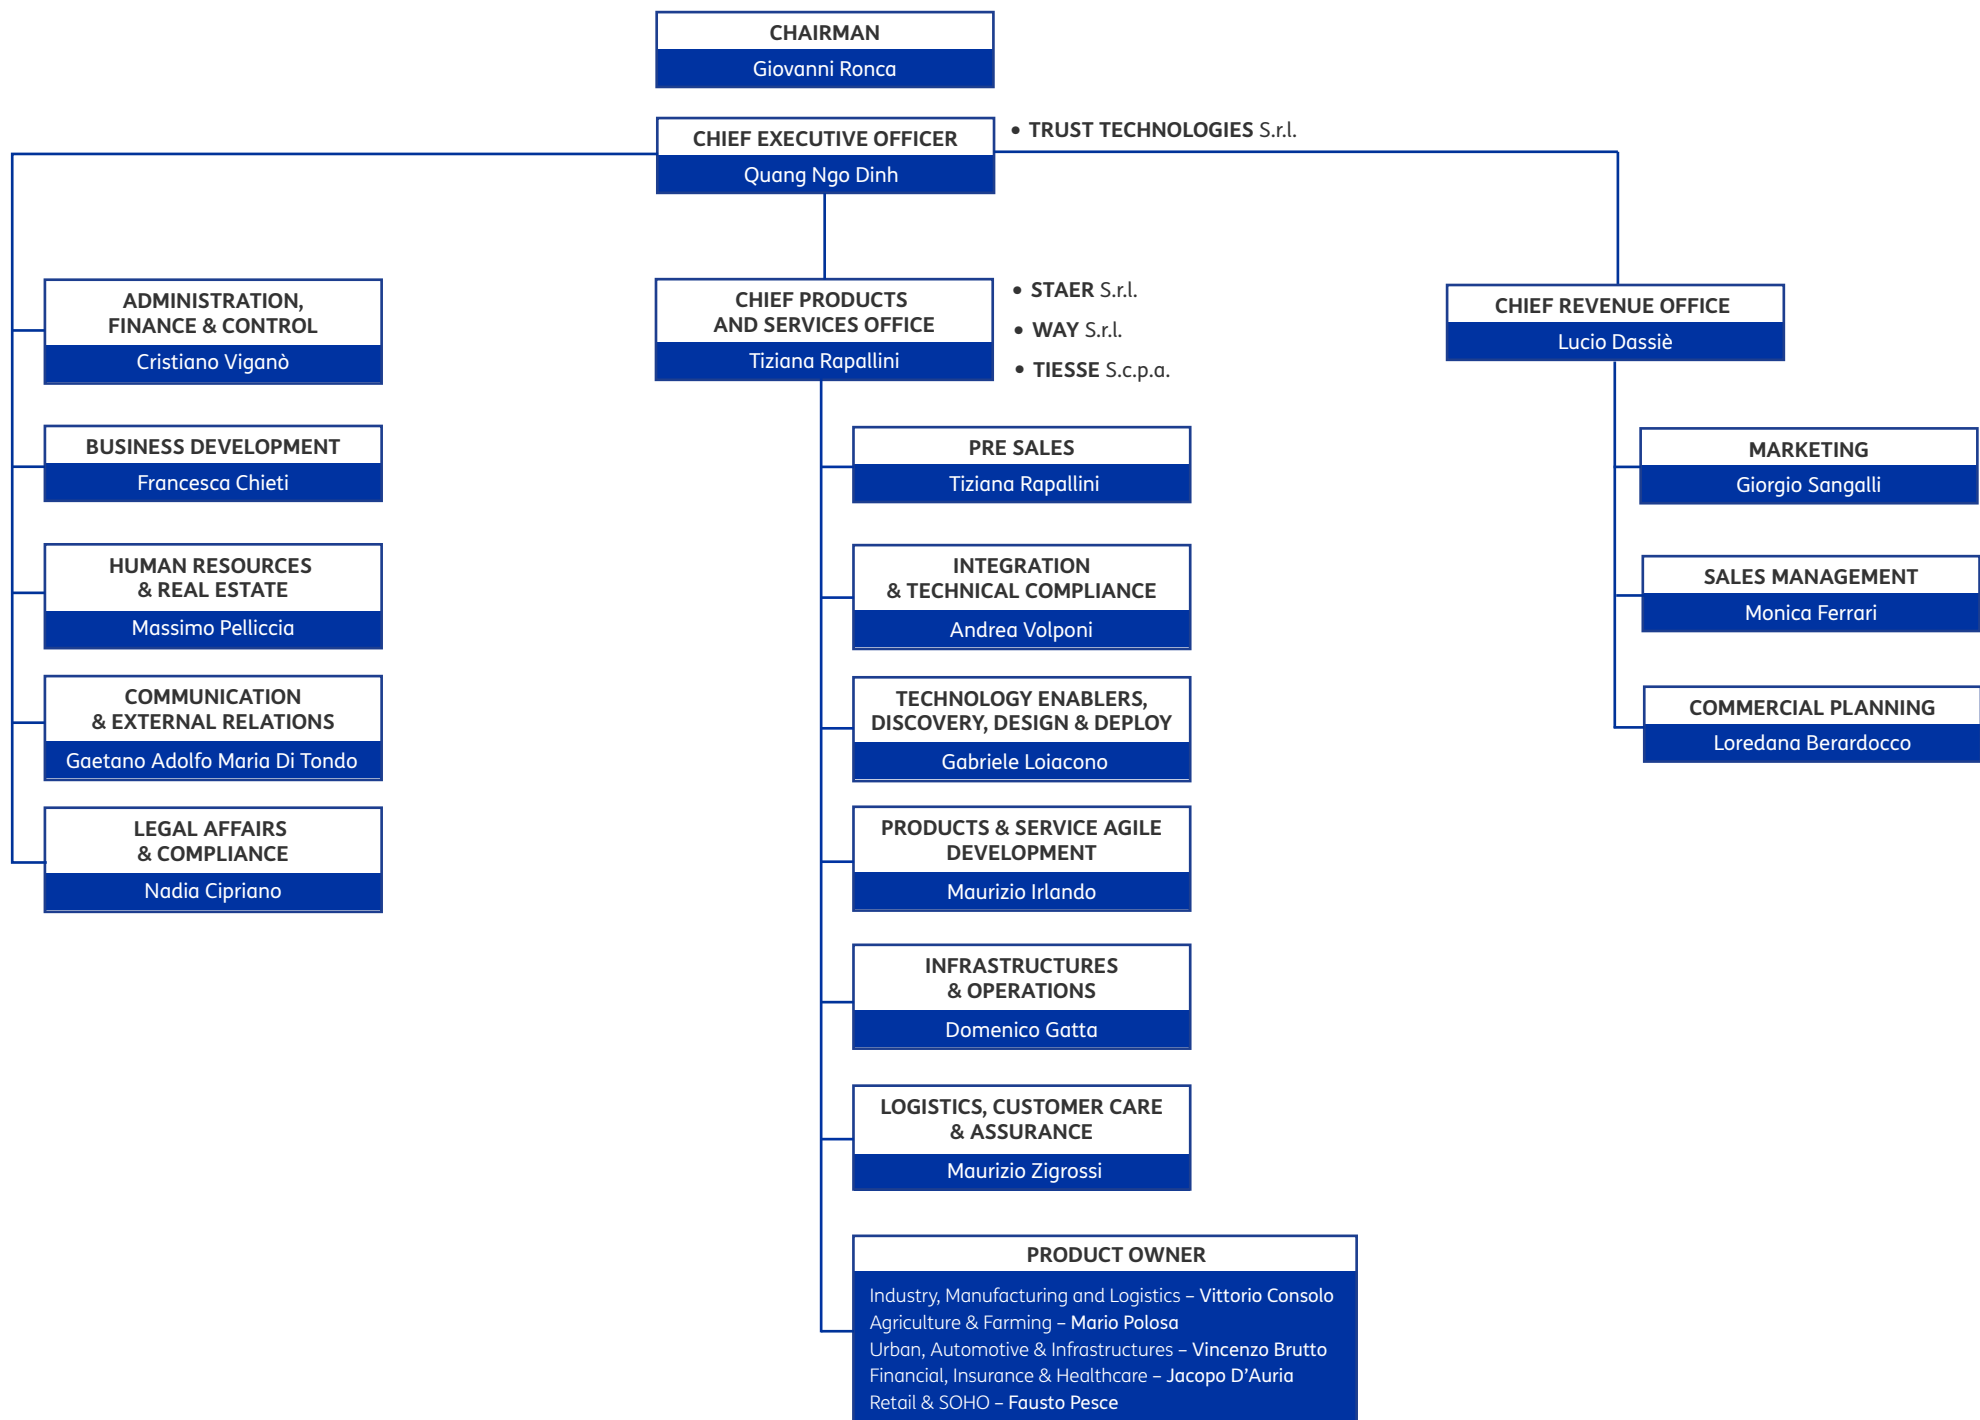 CHAIRMAN
Giovanni Ronca
CHIEF EXECUTIVE OFFICER
Quang Ngo Dinh
• TRUST TECHNOLOGIES S.r.l.
ADMINISTRATION,
FINANCE & CONTROL
Cristiano Viganò
BUSINESS DEVELOPMENT
Francesca Chieti
HUMAN RESOURCES
& REAL ESTATE
Massimo Pelliccia
COMMUNICATION
& EXTERNAL RELATIONS
Gaetano Adolfo Maria Di Tondo
LEGAL AFFAIRS
& COMPLIANCE
Nadia Cipriano
CHIEF PRODUCTS
AND SERVICES OFFICE
Tiziana Rapallini
• STAER S.r.l.
• WAY S.r.l.
• TIESSE S.c.p.a.
PRE SALES
Tiziana Rapallini
INTEGRATION
& TECHNICAL COMPLIANCE
Andrea Volponi
TECHNOLOGY ENABLERS,
DISCOVERY, DESIGN & DEPLOY
Gabriele Loiacono
PRODUCTS & SERVICE AGILE
DEVELOPMENT
Maurizio Irlando
INFRASTRUCTURES
& OPERATIONS
Domenico Gatta
LOGISTICS, CUSTOMER CARE
& ASSURANCE
Maurizio Zigrossi
PRODUCT OWNER
Industry, Manufacturing and Logistics – Vittorio Consolo
Agriculture & Farming – Mario Polosa
Urban, Automotive & Infrastructures – Vincenzo Brutto
Financial, Insurance & Healthcare – Jacopo D’Auria
Retail & SOHO – Fausto Pesce
CHIEF REVENUE OFFICE
Lucio Dassiè
MARKETING
Giorgio Sangalli
SALES MANAGEMENT
Monica Ferrari
COMMERCIAL PLANNING
Loredana Berardocco